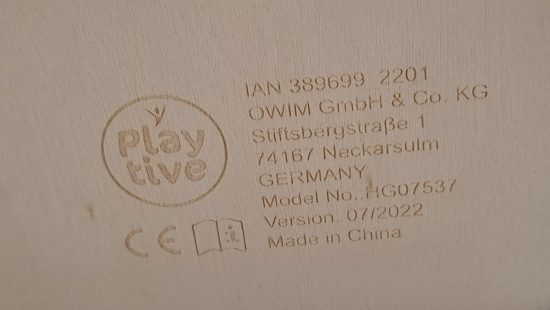 Play
tive
IAN 389699 2201
OWIM GmbH & Co. KG
Stiftsbergstraße 1
74167 Neckarsulm
GERMANY
Model No.:HG07537
Version: 07/2022
Made in China
CE
i